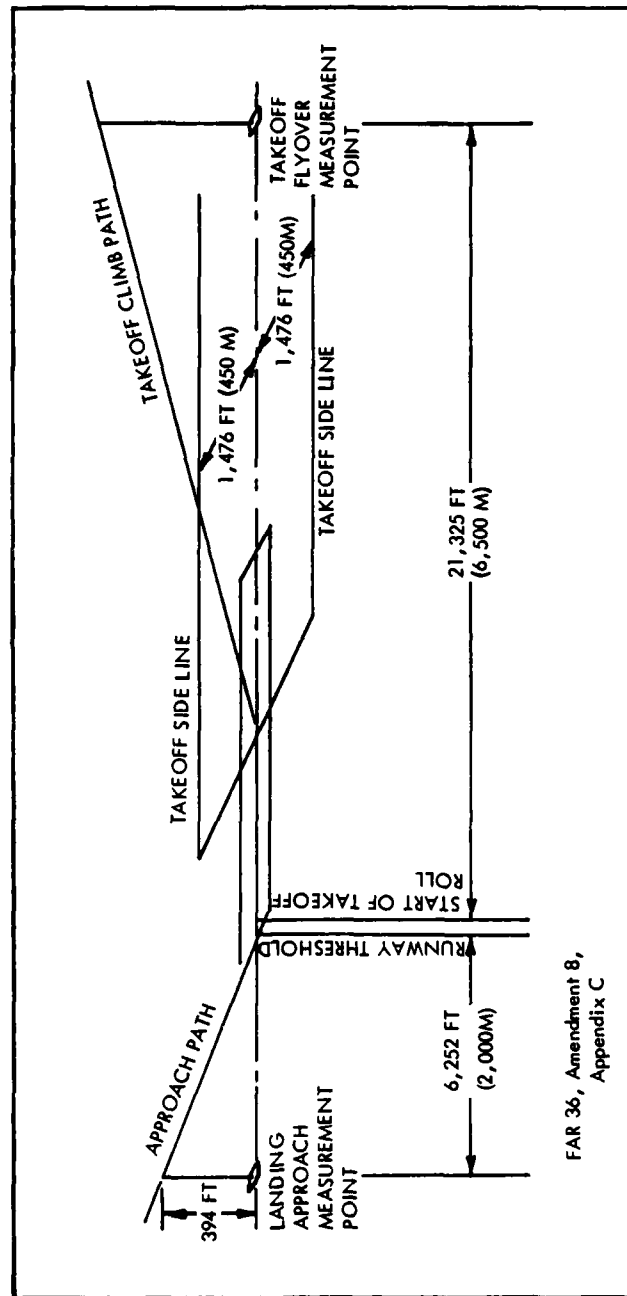 TAKEOFF CLIMB PATH
1,476 FT (450 M)
1,476 FT (450M)
TAKEOFF SIDE LINE
TAKEOFF
FLYOVER
MEASUREMENT
POINT
TAKEOFF SIDE LINE
APPROACH PATH
394 FT
LANDING
APPROACH
MEASUREMENT
POINT
RUNWAY THRESHOLD
START OF TAKEOFF
ROLL
21,325 FT
(6,500 M)
6,252 FT
(2,000M)
FAR 36, Amendment 8,
Appendix C